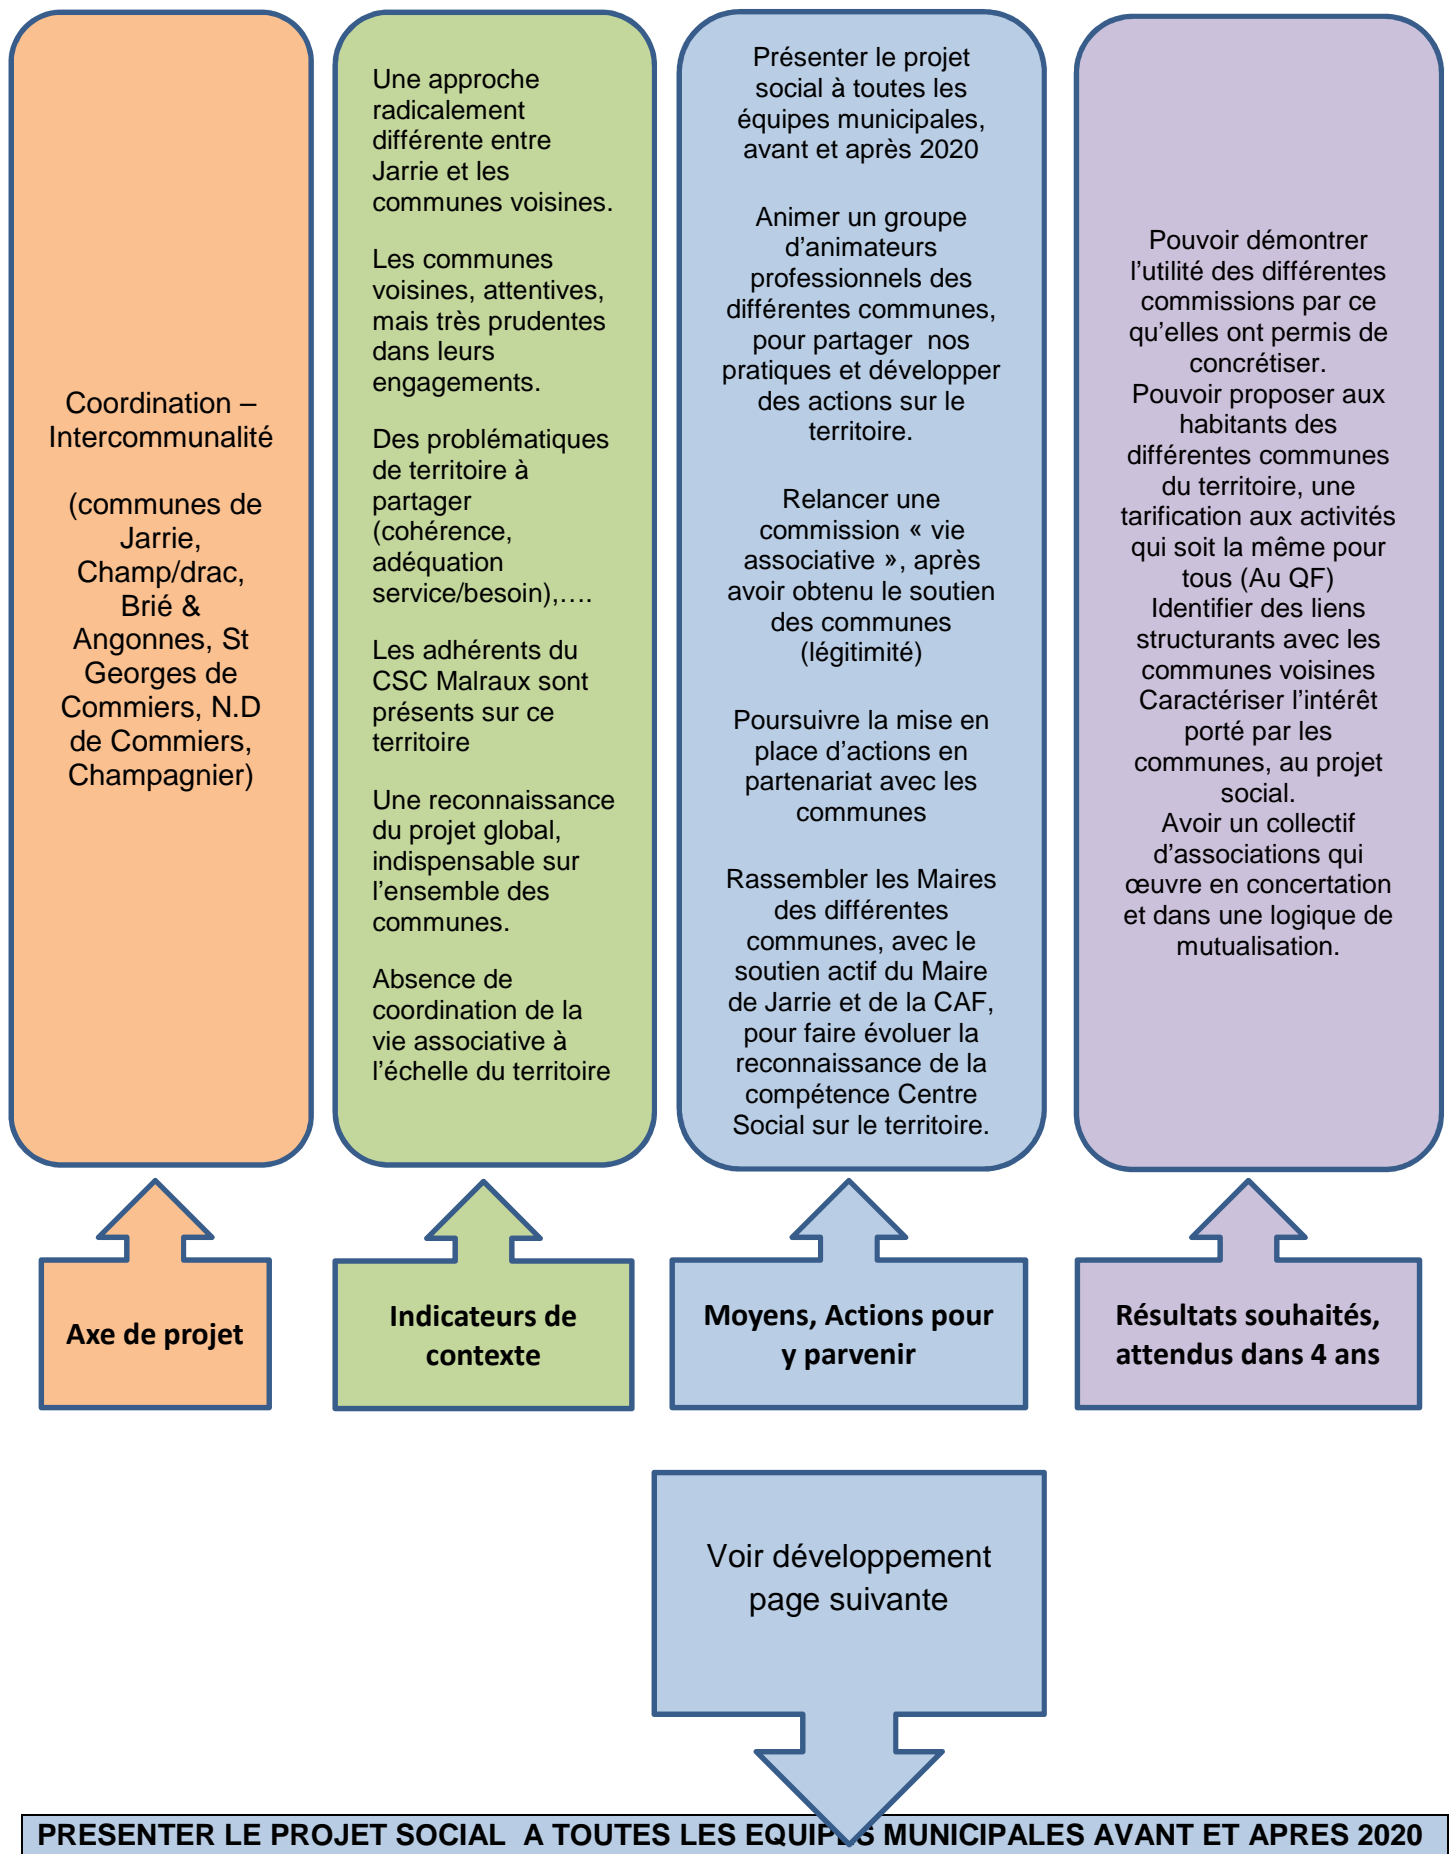 Coordination –
Intercommunalité
(communes de
Jarrie,
Champ/drac,
Brié &
Angonnes, St
Georges de
Commiers, N.D
de Commiers,
Champagnier)
Une approche
radicalement
différente entre
Jarrie et les
communes voisines.
Les communes
voisines, attentives,
mais très prudentes
dans leurs
engagements.
Des problématiques
de territoire à
partager
(cohérence,
adéquation
service/besoin),….
Les adhérents du
CSC Malraux sont
présents sur ce
territoire
Une reconnaissance
du projet global,
indispensable sur
l’ensemble des
communes.
Absence de
coordination de la
vie associative à
l’échelle du territoire
Présenter le projet
social à toutes les
équipes municipales,
avant et après 2020
Animer un groupe
d’animateurs
professionnels des
différentes communes,
pour partager  nos
pratiques et développer
des actions sur le
territoire.
Relancer une
commission « vie
associative », après
avoir obtenu le soutien
des communes
(légitimité)
Poursuivre la mise en
place d’actions en
partenariat avec les
communes
Rassembler les Maires
des différentes
communes, avec le
soutien actif du Maire
de Jarrie et de la CAF,
pour faire évoluer la
reconnaissance de la
compétence Centre
Social sur le territoire.
Pouvoir démontrer
l’utilité des différentes
commissions par ce
qu’elles ont permis de
concrétiser.
Pouvoir proposer aux
habitants des
différentes communes
du territoire, une
tarification aux activités
qui soit la même pour
tous (Au QF)
Identifier des liens
structurants avec les
communes voisines
Caractériser l’intérêt
porté par les
communes, au projet
social.
Avoir un collectif
d’associations qui
œuvre en concertation
et dans une logique de
mutualisation.
Axe de projet
Indicateurs de
contexte
Moyens, Actions pour
y parvenir
Résultats souhaités,
attendus dans 4 ans
Voir développement
page suivante
PRESENTER LE PROJET SOCIAL  A TOUTES LES EQUIPES MUNICIPALES AVANT ET APRES 2020